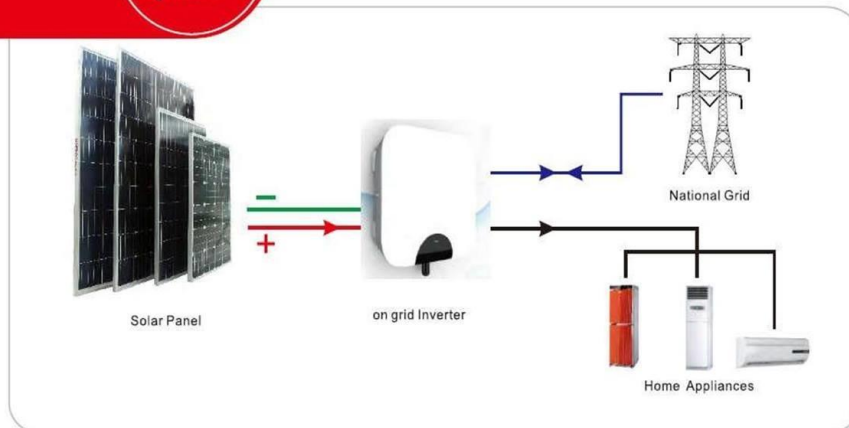 National Grid
−
+
Solar Panel
on grid Inverter
Home Appliances